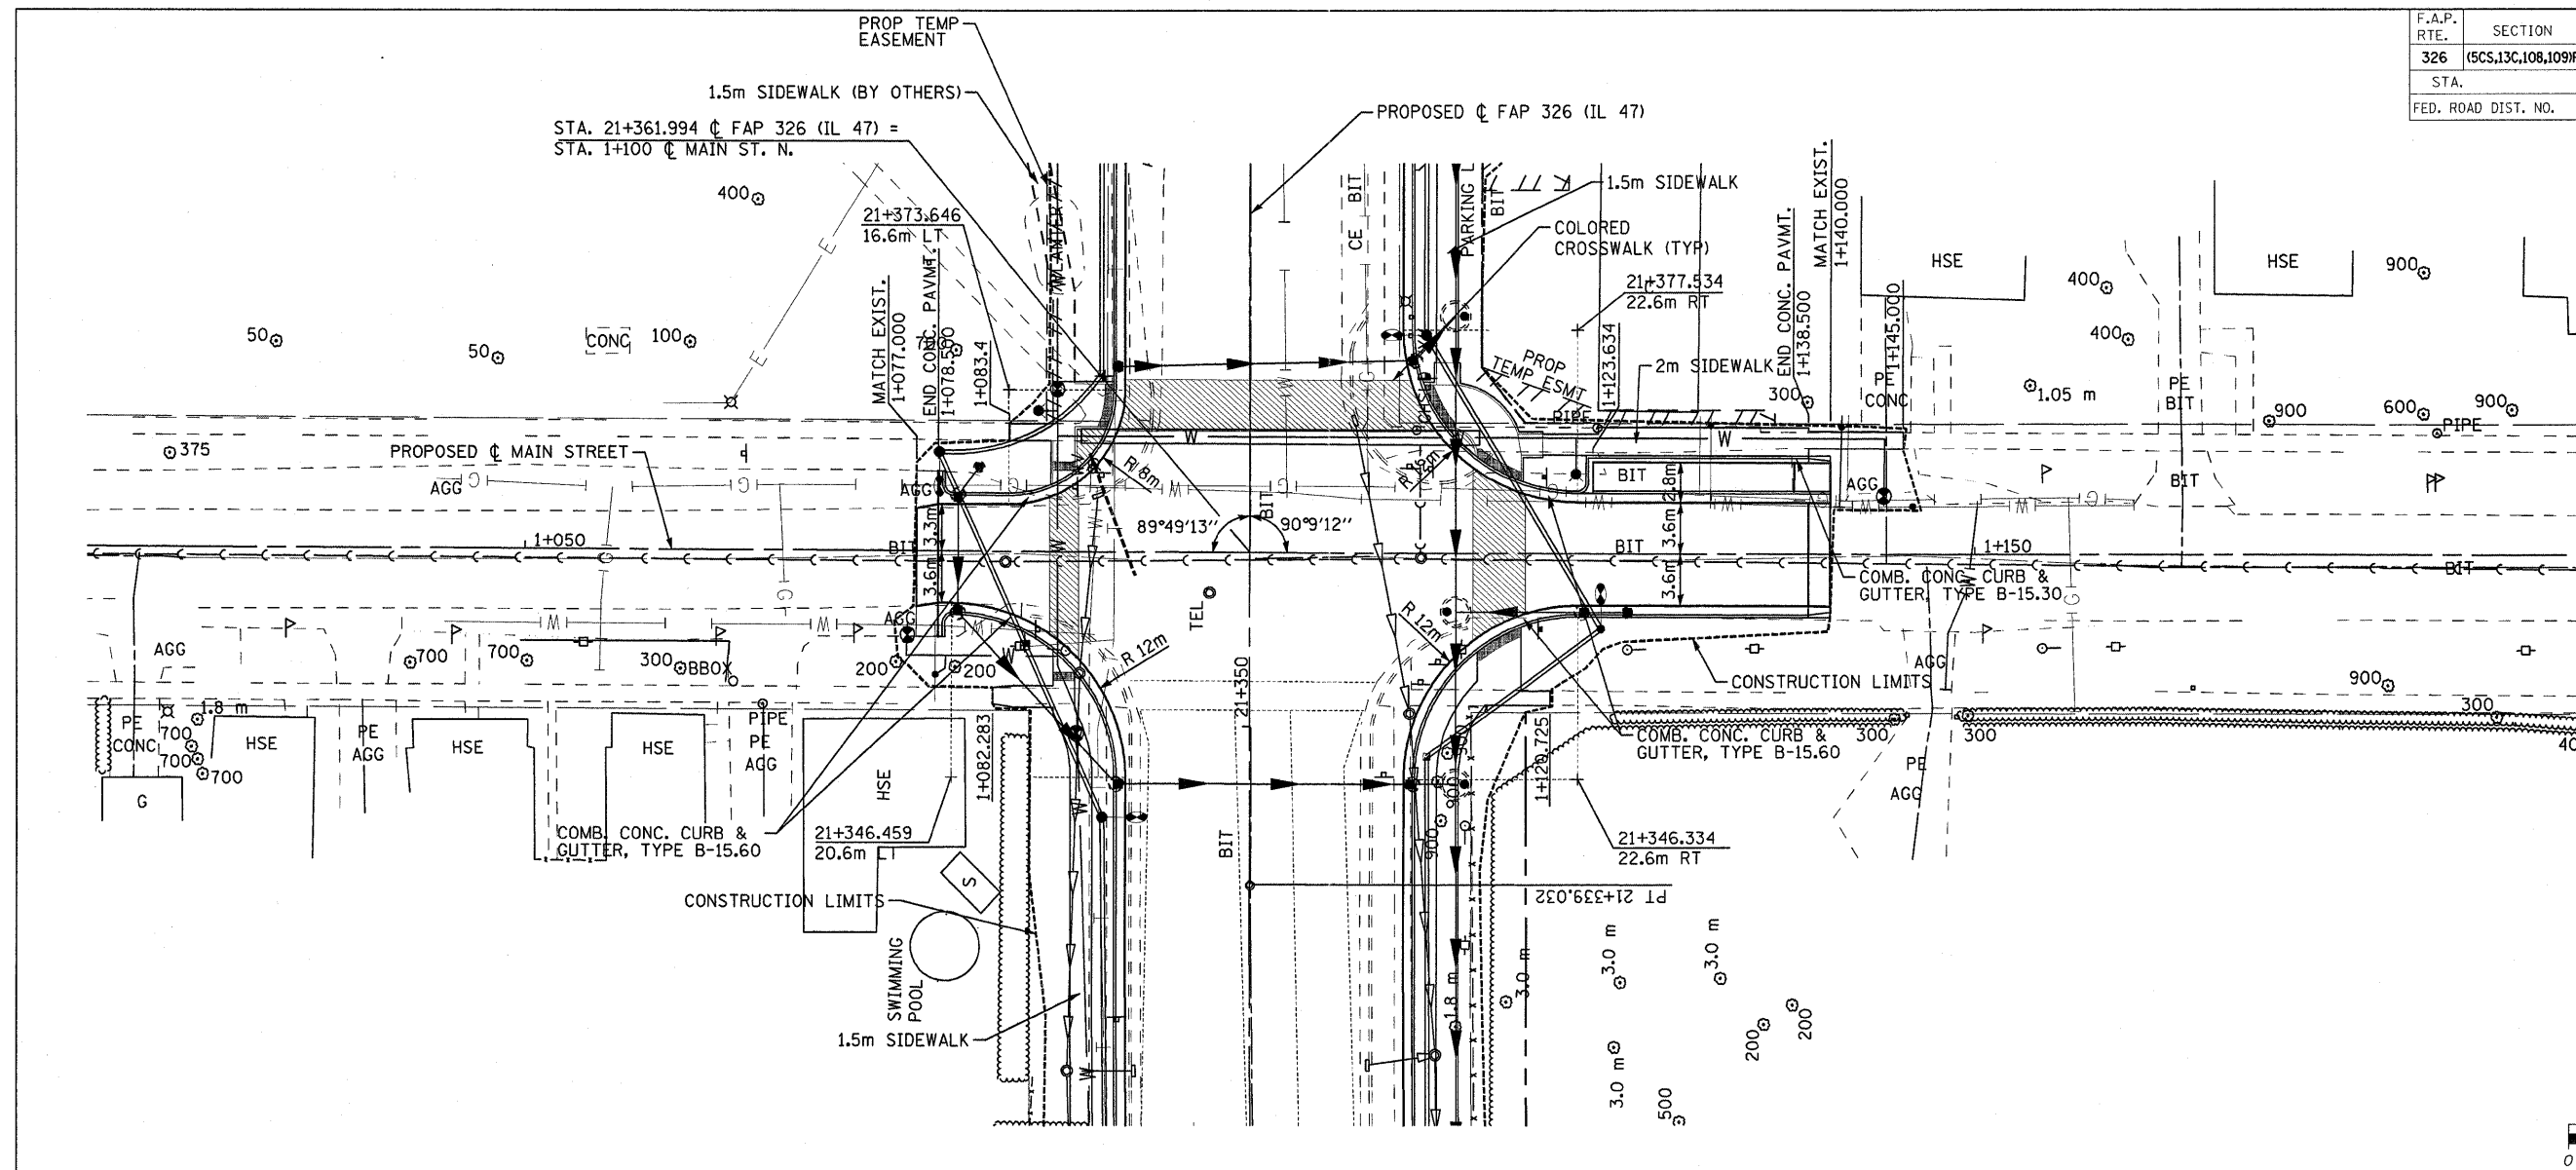 F.A.P.
RTE.
SECTION
326
(5CS,13C,108,109)R
STA.
FED. ROAD DIST. NO.
PROP TEMP
EASEMENT
1.5m SIDEWALK (BY OTHERS)
STA. 21+361.994 ℄ FAP 326 (IL 47) =
STA. 1+100 ℄ MAIN ST. N.
PROPOSED ℄ FAP 326 (IL 47)
400
21+373.646
16.6m LT
PLANTER
CE BIT
PARKING L
BIT
1.5m SIDEWALK
COLORED
CROSSWALK (TYP)
21+377.534
22.6m RT
MATCH EXIST.
1+140.000
END CONC. PAVMT.
1+138.500
1+145.000
HSE
400
HSE
900
400
E
E
50
50
CONC
100
MATCH EXIST.
1+077.000
END CONC. PAVMT.
1+078.500
1+083.4
PROP
TEMP ESMT
1+123.634
2m SIDEWALK
300
PE
CONC
1.05 m
PE
BIT
900
600
900
PIPE
PIPE
375
PROPOSED ℄ MAIN STREET
AGG
G
G
AGG
G
W
W
R 8m
R 12m
BIT
2.8m
W
AGG
BIT
P
PP
W
W
G
89°49'13''
90°9'12''
BIT
3.3m
3.6m
3.6m
3.6m
1+050
BIT
BIT
1+150
BIT
COMB. CONC. CURB &
GUTTER, TYPE B-15.30
TEL
AGG
P
P
P
P
W
W
AGG
700
700
300
BBOX
200
200
R 12m
R 12m
21+350
CONSTRUCTION LIMITS
AGG
P
900
300
1.8 m
PE
CONC
700
700
700
HSE
PE
AGG
HSE
HSE
PIPE
PE
AGG
HSE
1+082.283
1+120.725
COMB. CONC. CURB &
GUTTER, TYPE B-15.60
300
300
PE
AGG
40
G
COMB. CONC. CURB &
GUTTER, TYPE B-15.60
21+346.459
20.6m LT
BIT
900
900
21+346.334
22.6m RT
S
CONSTRUCTION LIMITS
PT 21+339.032
SWIMMING
POOL
1.8 m
3.0 m
3.0 m
3.0 m
200
200
1.5m SIDEWALK
3.0 m
500
0